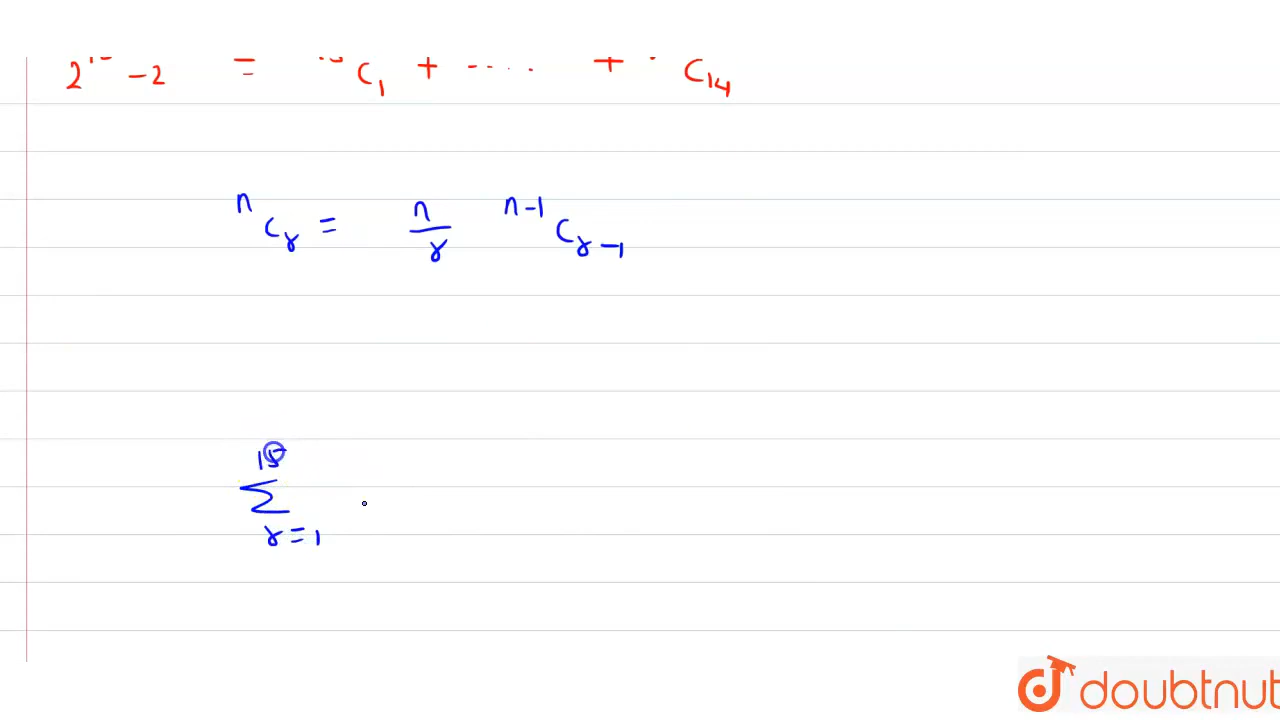 2 – 2 = C₁ + ----.. + C₁₄
ⁿCᵣ = n/r ⁿ⁻¹Cᵣ₋₁
15
Σ
r = 1
doubtnut